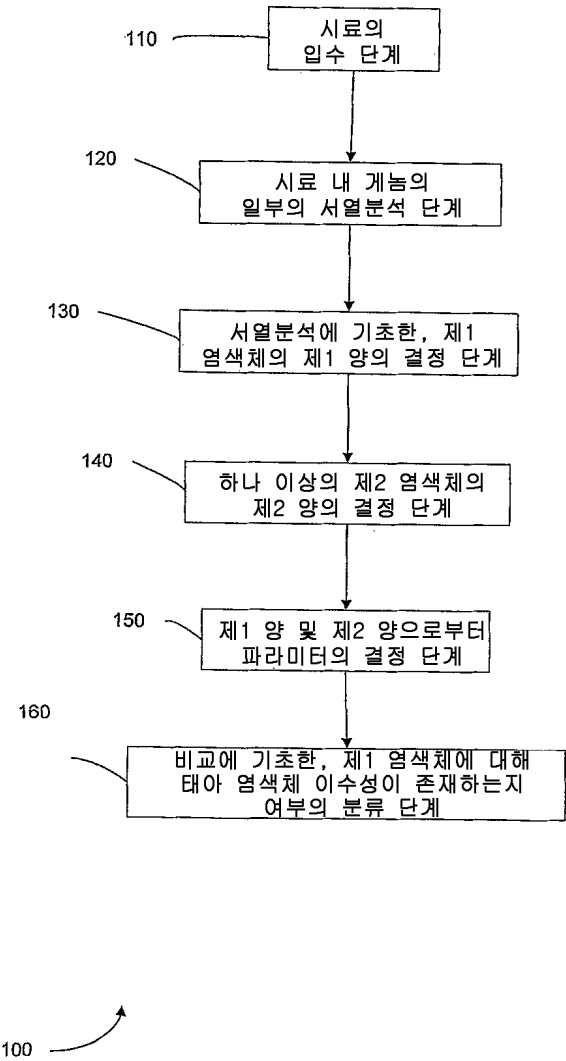 110
시료의
입수 단계
120
시료 내 게놈의
일부의 서열분석 단계
130
서열분석에 기초한, 제1
염색체의 제1 양의 결정 단계
140
하나 이상의 제2 염색체의
제2 양의 결정 단계
150
제1 양 및 제2 양으로부터
파라미터의 결정 단계
160
비교에 기초한, 제1 염색체에 대해
태아 염색체 이수성이 존재하는지
여부의 분류 단계
100